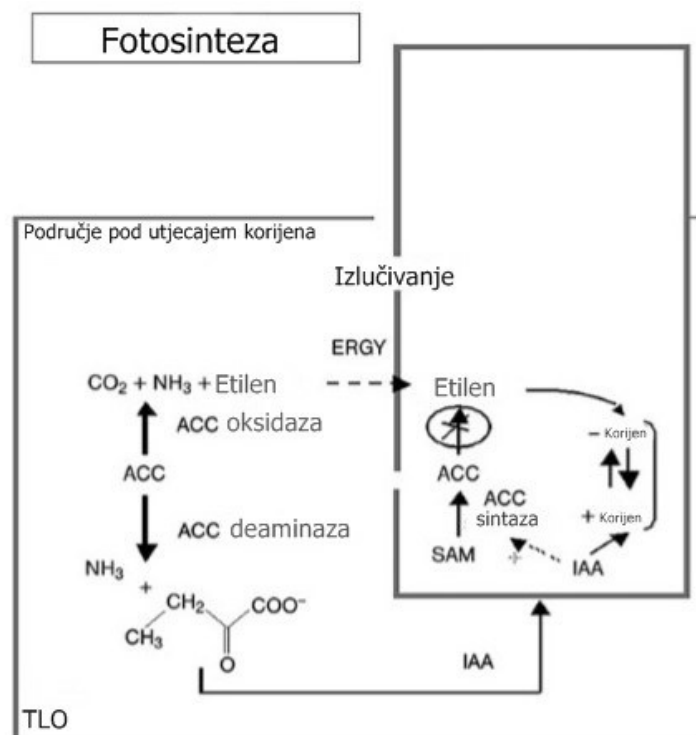 Fotosinteza
Područje pod utjecajem korijena
Izlučivanje
ERGY
CO₂ + NH₃ + Etilen
Etilen
ACC oksidaza
– Korijen
ACC
ACC
ACC
sintaza
+ Korijen
ACC deaminaza
SAM
+
IAA
NH₃
+
CH₂
COO⁻
CH₃
O
IAA
TLO